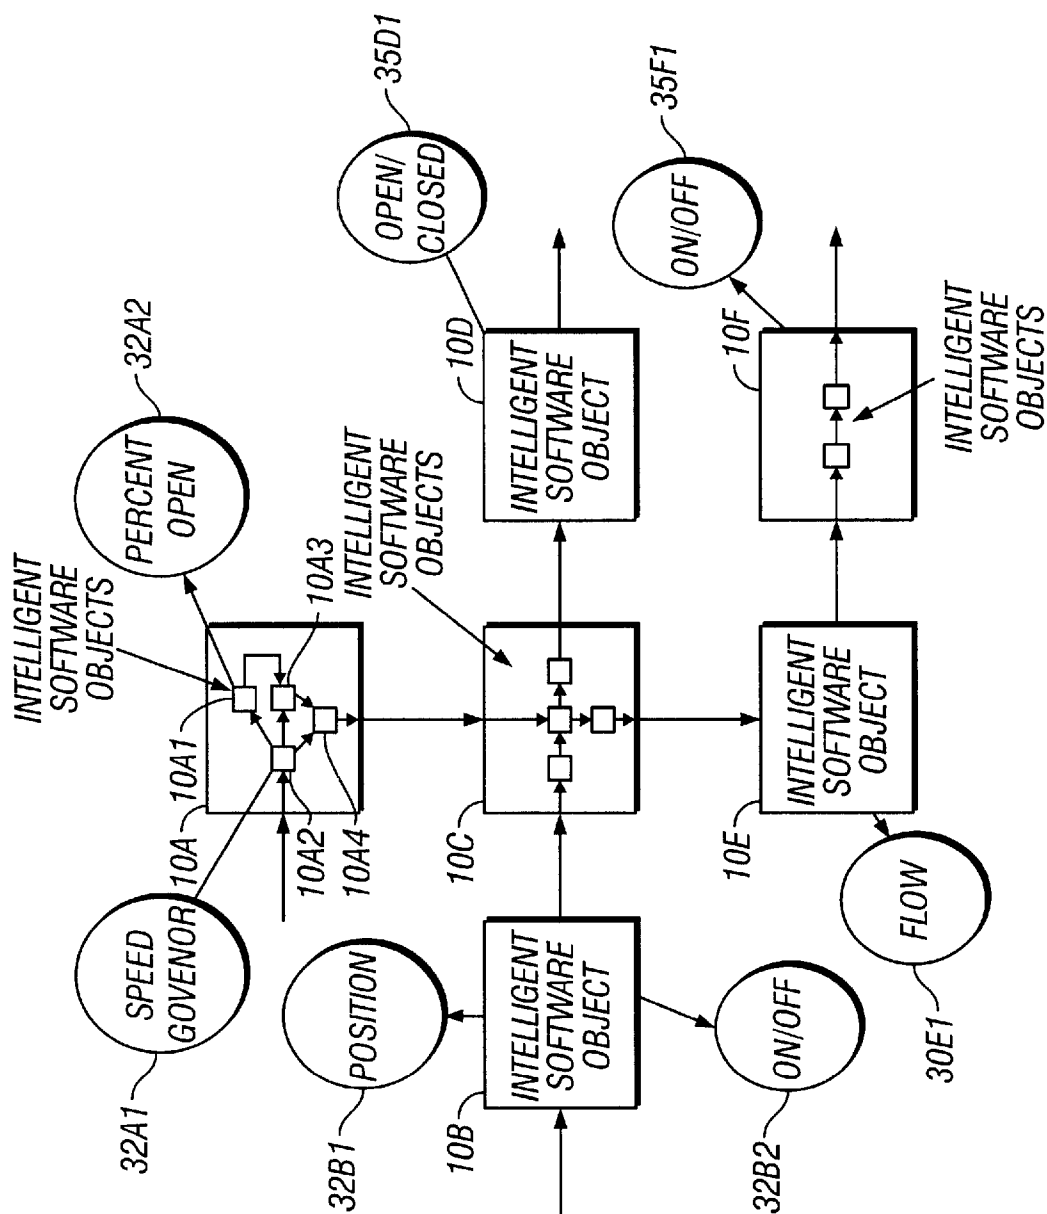 32A1
SPEED
GOVENOR
INTELLIGENT
SOFTWARE
OBJECTS
PERCENT
OPEN
32A2
10A
10A1
10A2
10A3
10A4
32B1
POSITION
INTELLIGENT
SOFTWARE
OBJECTS
OPEN/
CLOSED
35D1
10B
INTELLIGENT
SOFTWARE
OBJECT
10C
10D
INTELLIGENT
SOFTWARE
OBJECT
ON/OFF
35F1
32B2
ON/OFF
10E
INTELLIGENT
SOFTWARE
OBJECT
10F
FLOW
30E1
INTELLIGENT
SOFTWARE
OBJECTS